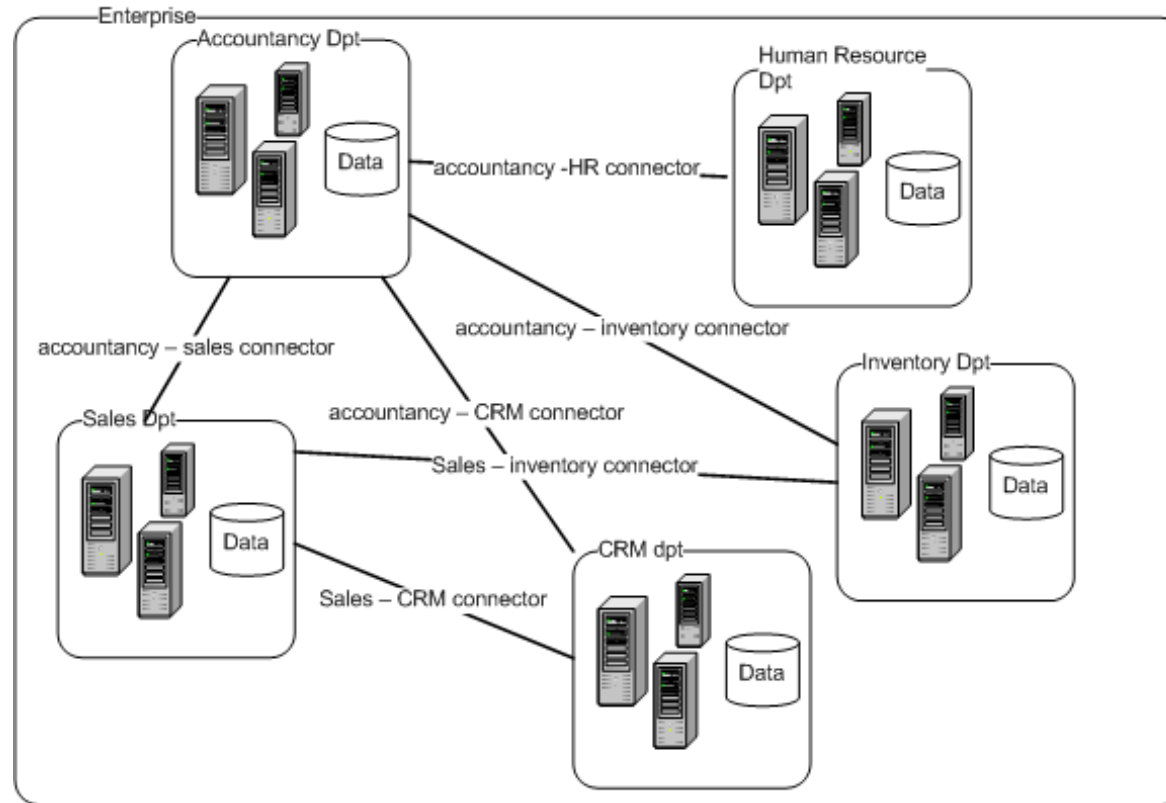 Enterprise
Accountancy Dpt
Human Resource
Dpt
Data
accountancy -HR connector
Data
accountancy – inventory connector
accountancy – sales connector
Inventory Dpt
accountancy – CRM connector
Sales Dpt
Sales – inventory connector
Data
Data
CRM dpt
Sales – CRM connector
Data